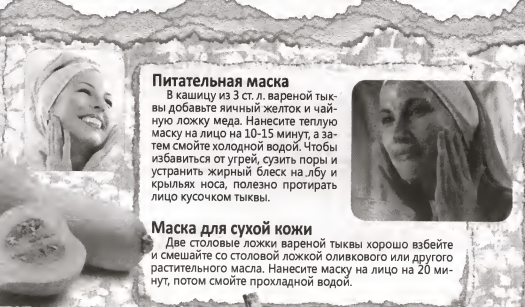 Питательная маска
В кашицу из 3 ст. л. вареной тык-
вы добавьте яичный желток и чай-
ную ложку меда. Нанесите теплую
маску на лицо на 10-15 минут, а за-
тем смойте холодной водой. Чтобы
избавиться от угрей, сузить поры и
устранить жирный блеск на лбу и
крыльях носа, полезно протирать
лицо кусочком тыквы.
Маска для сухой кожи
Две столовые ложки вареной тыквы хорошо взбейте
и смешайте со столовой ложкой оливкового или другого
растительного масла. Нанесите маску на лицо на 20 ми-
нут, потом смойте прохладной водой.